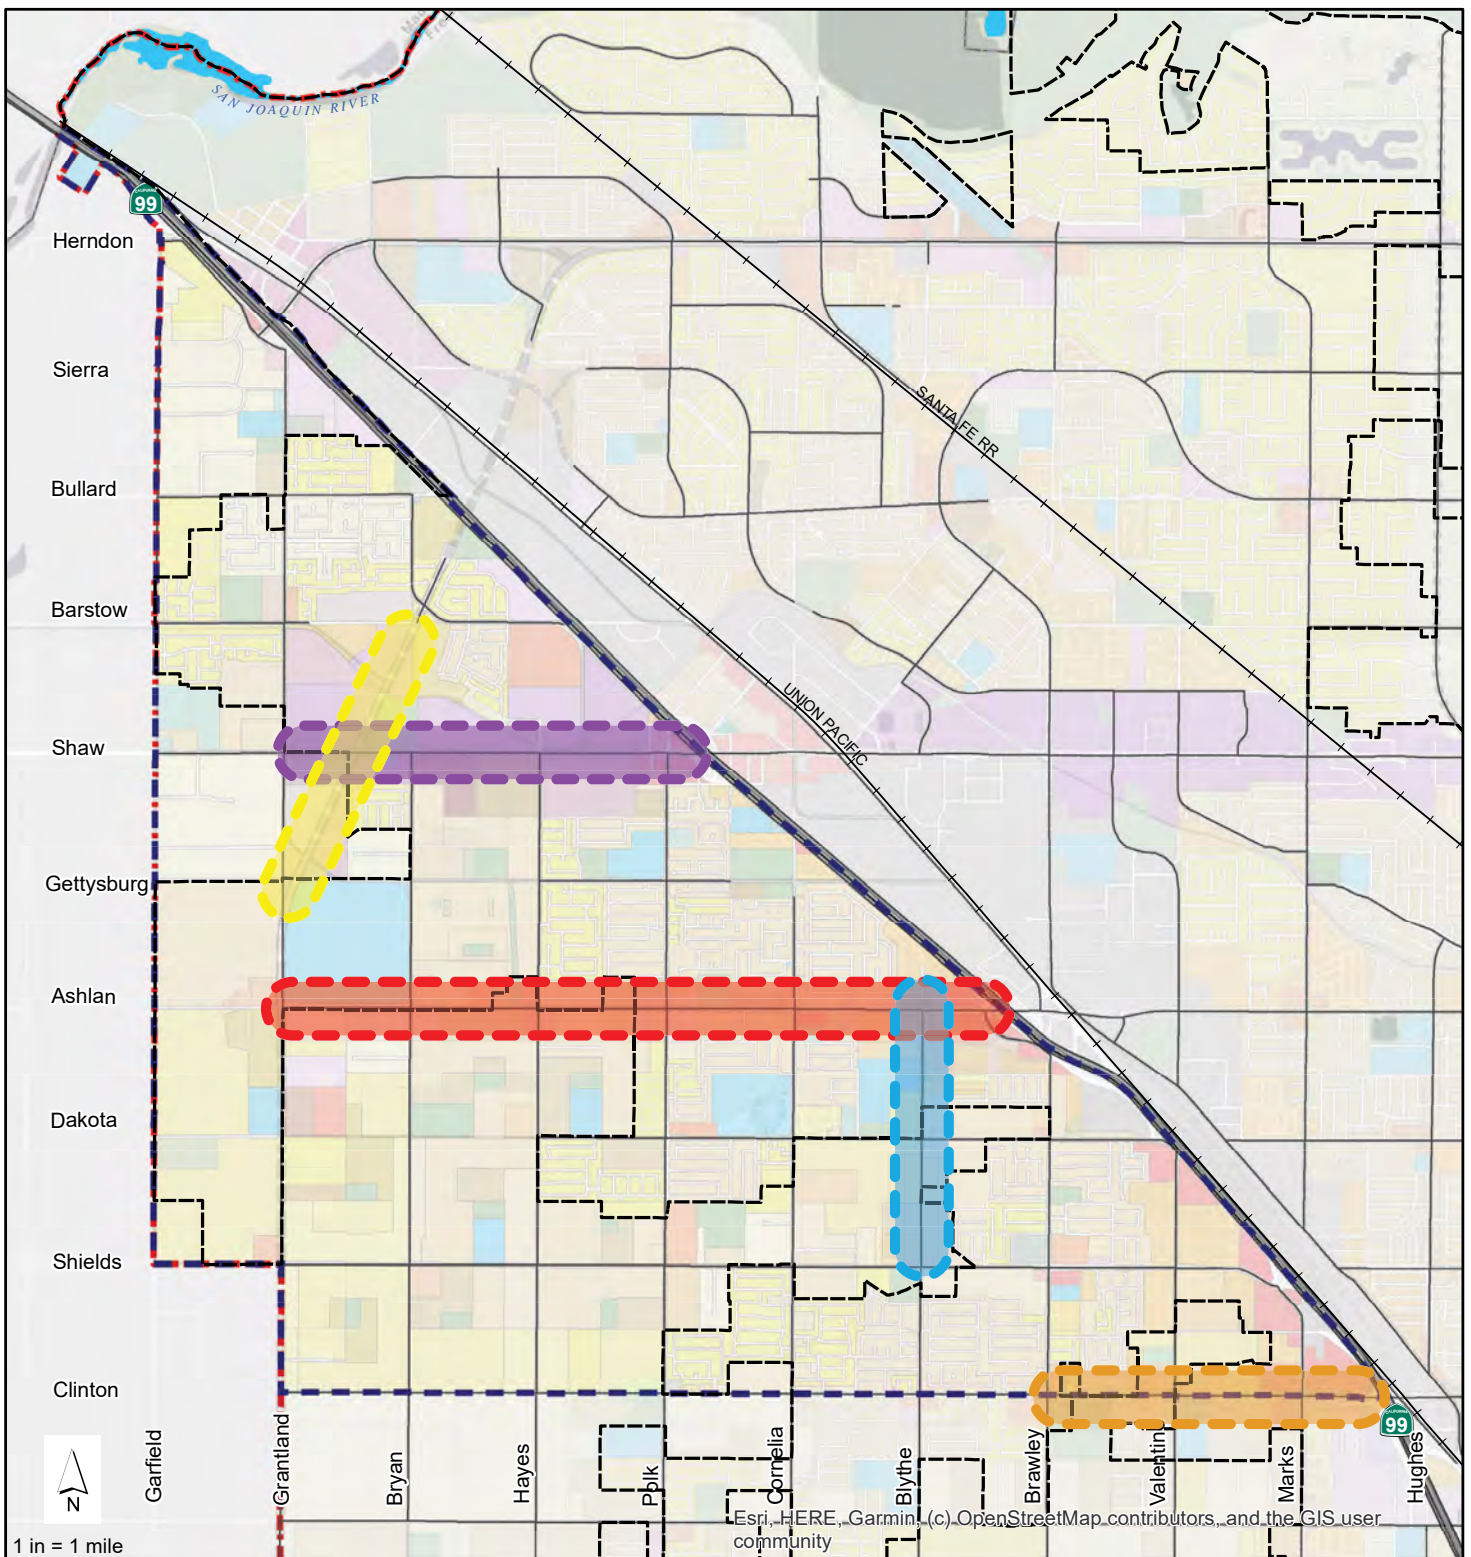 SAN JOAQUIN RIVER
CALIFORNIA
99
Herndon
Sierra
SANTA FE RR
Bullard
Barstow
UNION PACIFIC
Shaw
Gettysburg
Ashlan
Dakota
Shields
Clinton
CALIFORNIA
99
Garfield
Grantland
Bryan
Hayes
Polk
Cornelia
Blythe
Brawley
Valentine
Marks
Hughes
N
Esri, HERE, Garmin, (c) OpenStreetMap contributors, and the GIS user
community
1 in = 1 mile